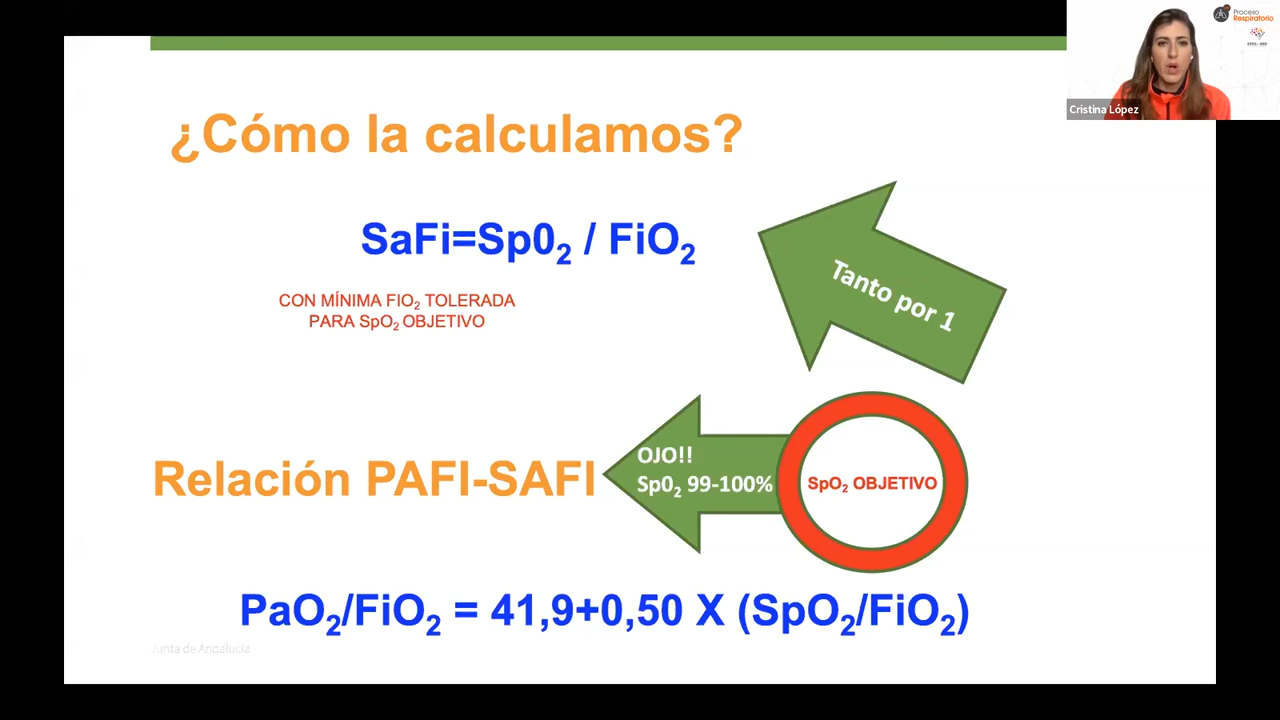 Proceso
Respiratorio
EPES - 061
Cristina López
¿Cómo la calculamos?
SaFi=Sp0₂ / FiO₂
Tanto por 1
CON MÍNIMA FIO₂ TOLERADA
PARA SpO₂ OBJETIVO
Relación PAFI-SAFI
OJO!!
Sp0₂ 99-100%
SpO₂ OBJETIVO
PaO₂/FiO₂ = 41,9+0,50 X (SpO₂/FiO₂)
Junta de Andalucía